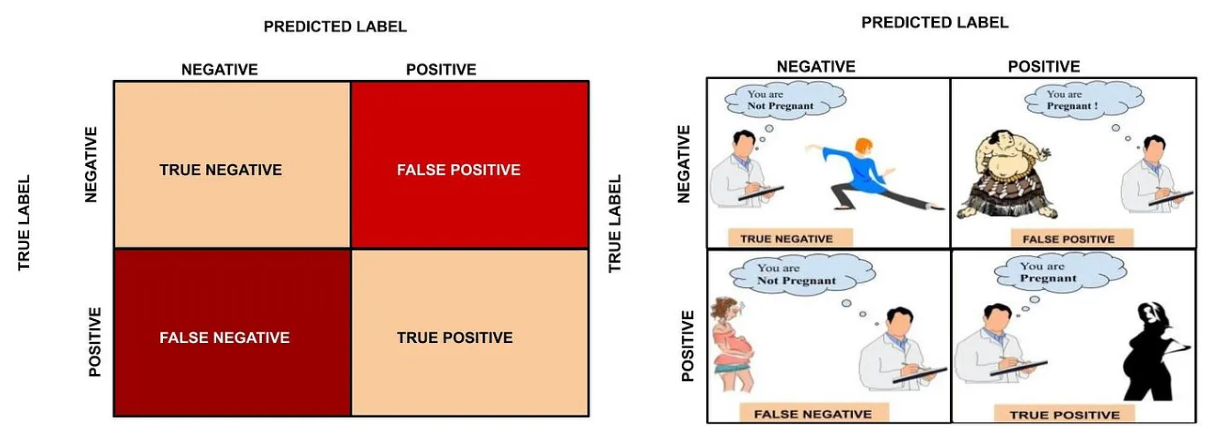 PREDICTED LABEL
NEGATIVE POSITIVE
TRUE LABEL
NEGATIVE
TRUE NEGATIVE
FALSE POSITIVE
POSITIVE
FALSE NEGATIVE
TRUE POSITIVE
PREDICTED LABEL
NEGATIVE POSITIVE
TRUE LABEL
NEGATIVE
You are
Not Pregnant
TRUE NEGATIVE
You are
Pregnant !
FALSE POSITIVE
POSITIVE
You are
Not Pregnant
FALSE NEGATIVE
You are
Pregnant
TRUE POSITIVE